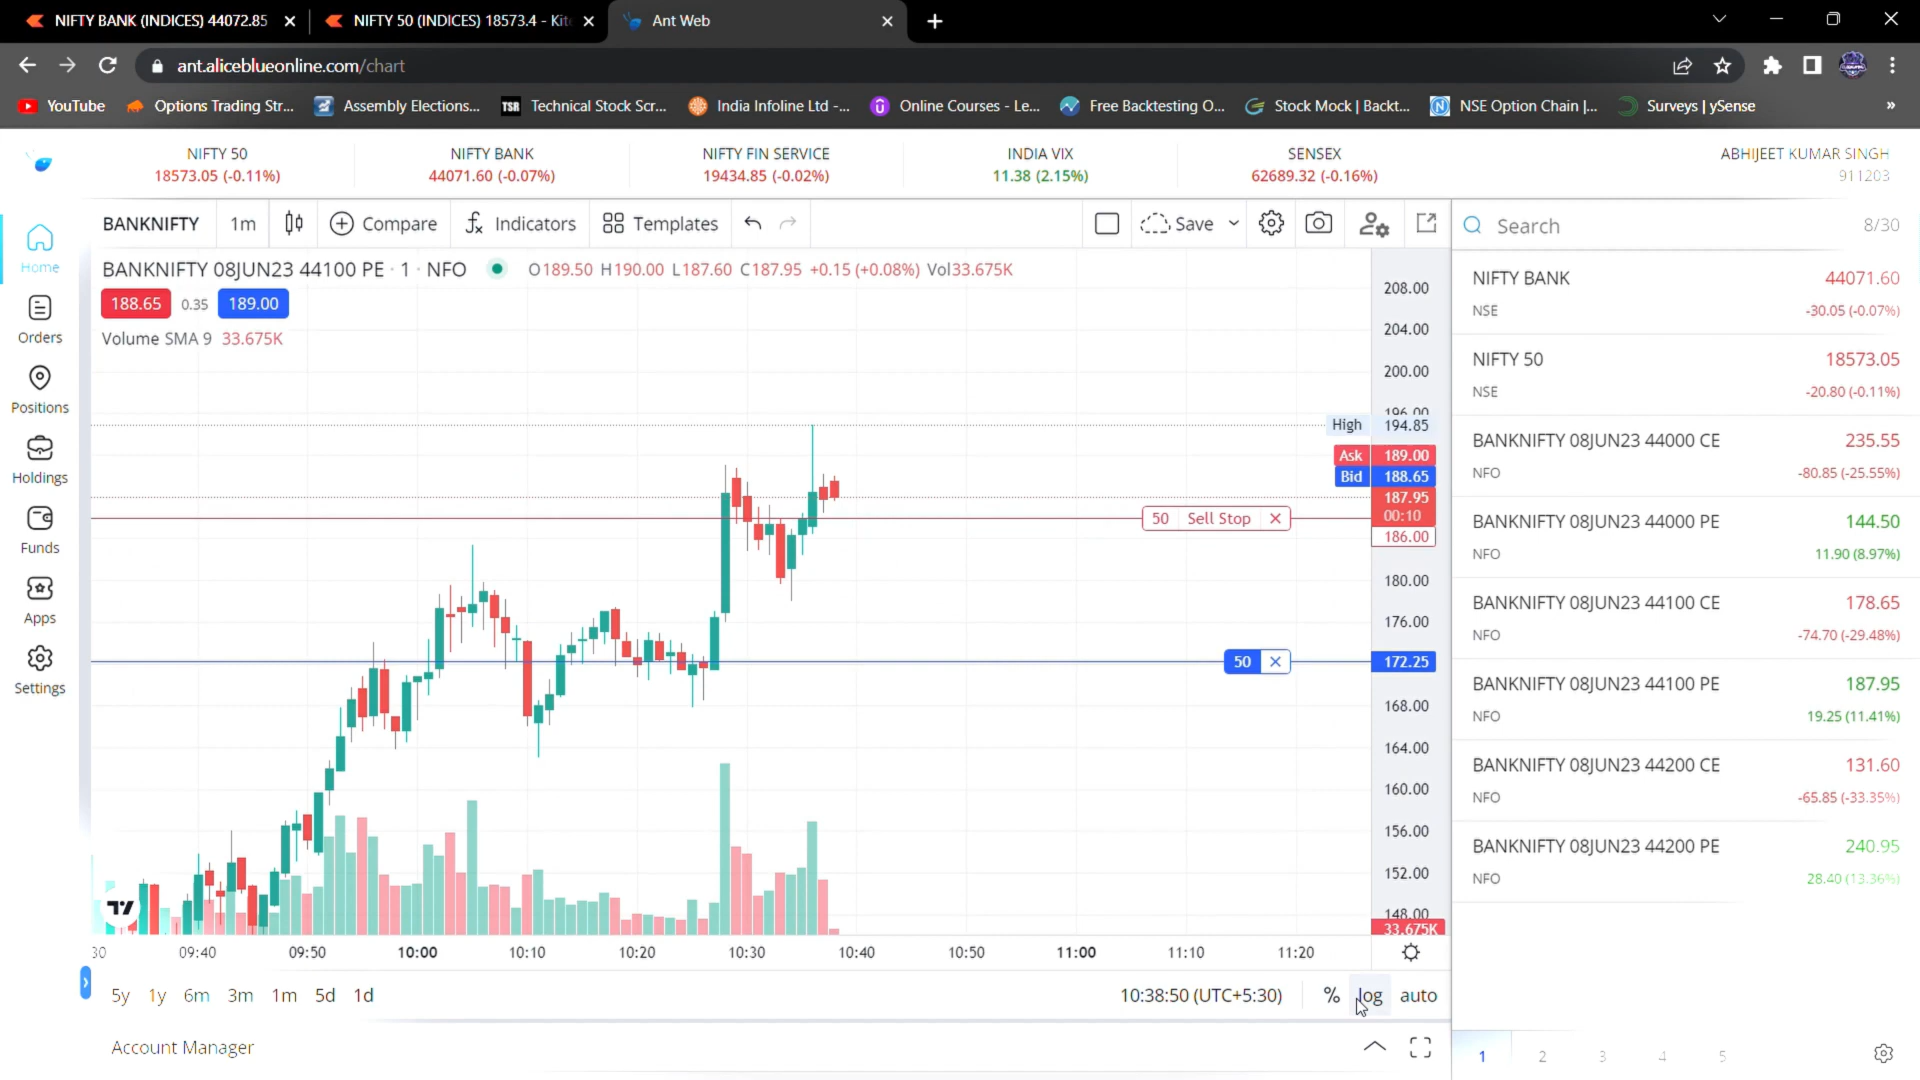 NIFTY BANK (INDICES) 44072.85
NIFTY 50 (INDICES) 18573.4 - Kit
Ant Web
ant.aliceblueonline.com/chart
YouTube
Options Trading Str...
Assembly Elections...
TSR Technical Stock Scr...
India Infoline Ltd -...
Online Courses - Le...
Free Backtesting O...
Stock Mock | Backt...
NSE Option Chain |...
Surveys | ySense
NIFTY 50
18573.05 (-0.11%)
NIFTY BANK
44071.60 (-0.07%)
NIFTY FIN SERVICE
19434.85 (-0.02%)
INDIA VIX
11.38 (2.15%)
SENSEX
62689.32 (-0.16%)
ABHIJEET KUMAR SINGH
911203
Home
Orders
Positions
Holdings
Funds
Apps
Settings
BANKNIFTY 1m Compare Indicators Templates Save
BANKNIFTY 08JUN23 44100 PE · 1 · NFO O189.50 H190.00 L187.60 C187.95 +0.15 (+0.08%) Vol33.675K
188.65 0.35 189.00
Volume SMA 9 33.675K
208.00
204.00
200.00
196.00
High 194.85
Ask 189.00
Bid 188.65
187.95
00:10
50 Sell Stop
186.00
180.00
176.00
50 172.25
168.00
164.00
160.00
156.00
152.00
148.00
33.675K
30 09:40 09:50 10:00 10:10 10:20 10:30 10:40 10:50 11:00 11:10 11:20
5y 1y 6m 3m 1m 5d 1d
10:38:50 (UTC+5:30) % log auto
Account Manager
Search 8/30
NIFTY BANK 44071.60
NSE -30.05 (-0.07%)
NIFTY 50 18573.05
NSE -20.80 (-0.11%)
BANKNIFTY 08JUN23 44000 CE 235.55
NFO -80.85 (-25.55%)
BANKNIFTY 08JUN23 44000 PE 144.50
NFO 11.90 (8.97%)
BANKNIFTY 08JUN23 44100 CE 178.65
NFO -74.70 (-29.48%)
BANKNIFTY 08JUN23 44100 PE 187.95
NFO 19.25 (11.41%)
BANKNIFTY 08JUN23 44200 CE 131.60
NFO -65.85 (-33.35%)
BANKNIFTY 08JUN23 44200 PE 240.95
NFO 28.40 (13.36%)
1 2 3 4 5